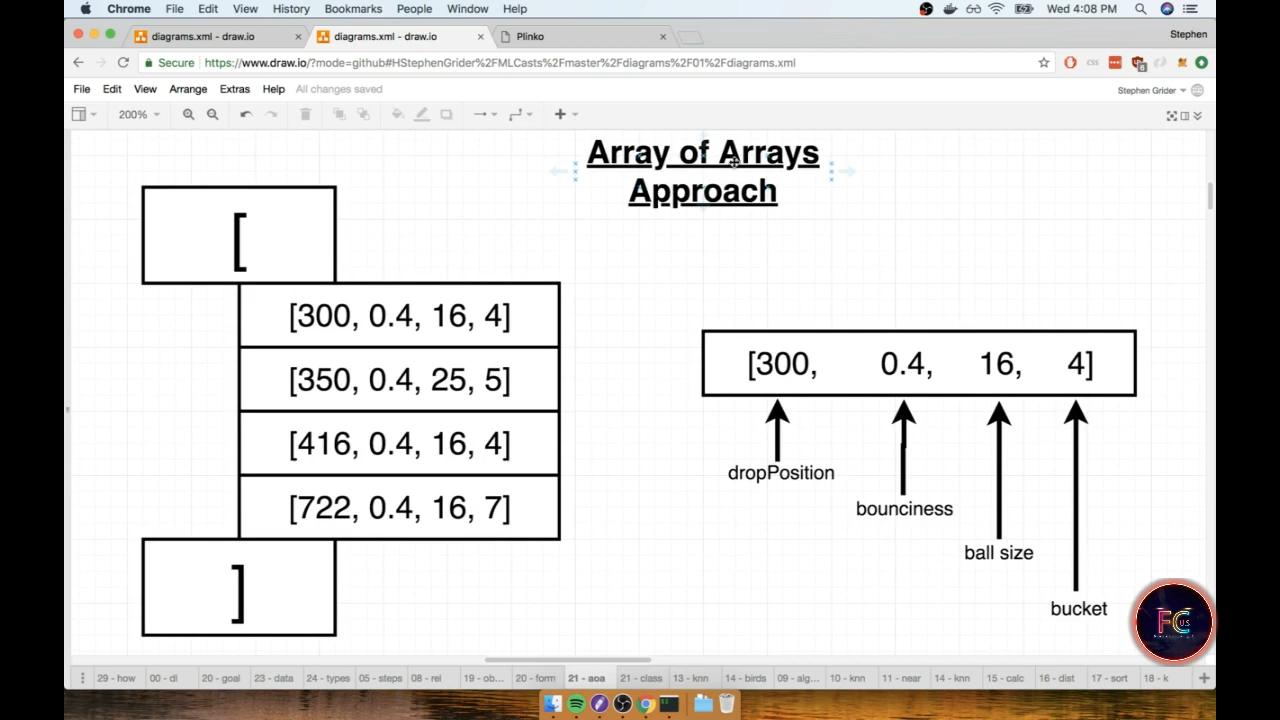 Chrome File Edit View History Bookmarks People Window Help Wed 4:08 PM
diagrams.xml - draw.io diagrams.xml - draw.io Plinko Stephen
Secure https://www.draw.io/?mode=github#HStephenGrider%2FMLCasts%2Fmaster%2Fdiagrams%2F01%2Fdiagrams.xml
File Edit View Arrange Extras Help All changes saved Stephen Grider
200%
Array of Arrays
Approach
[
[300, 0.4, 16, 4]
[350, 0.4, 25, 5]
[416, 0.4, 16, 4]
[722, 0.4, 16, 7]
]
[300, 0.4, 16, 4]
dropPosition
bounciness
ball size
bucket
FC
U.S
29 - how 00 - dl 20 - goal 23 - data 24 - types 05 - steps 08 - rel 19 - ob... 20 - form 21 - aoa 21 - class 13 - knn 14 - birds 09 - alg... 10 - knn 11 - near 14 - knn 15 - calc 16 - dist 17 - sort 18 - k